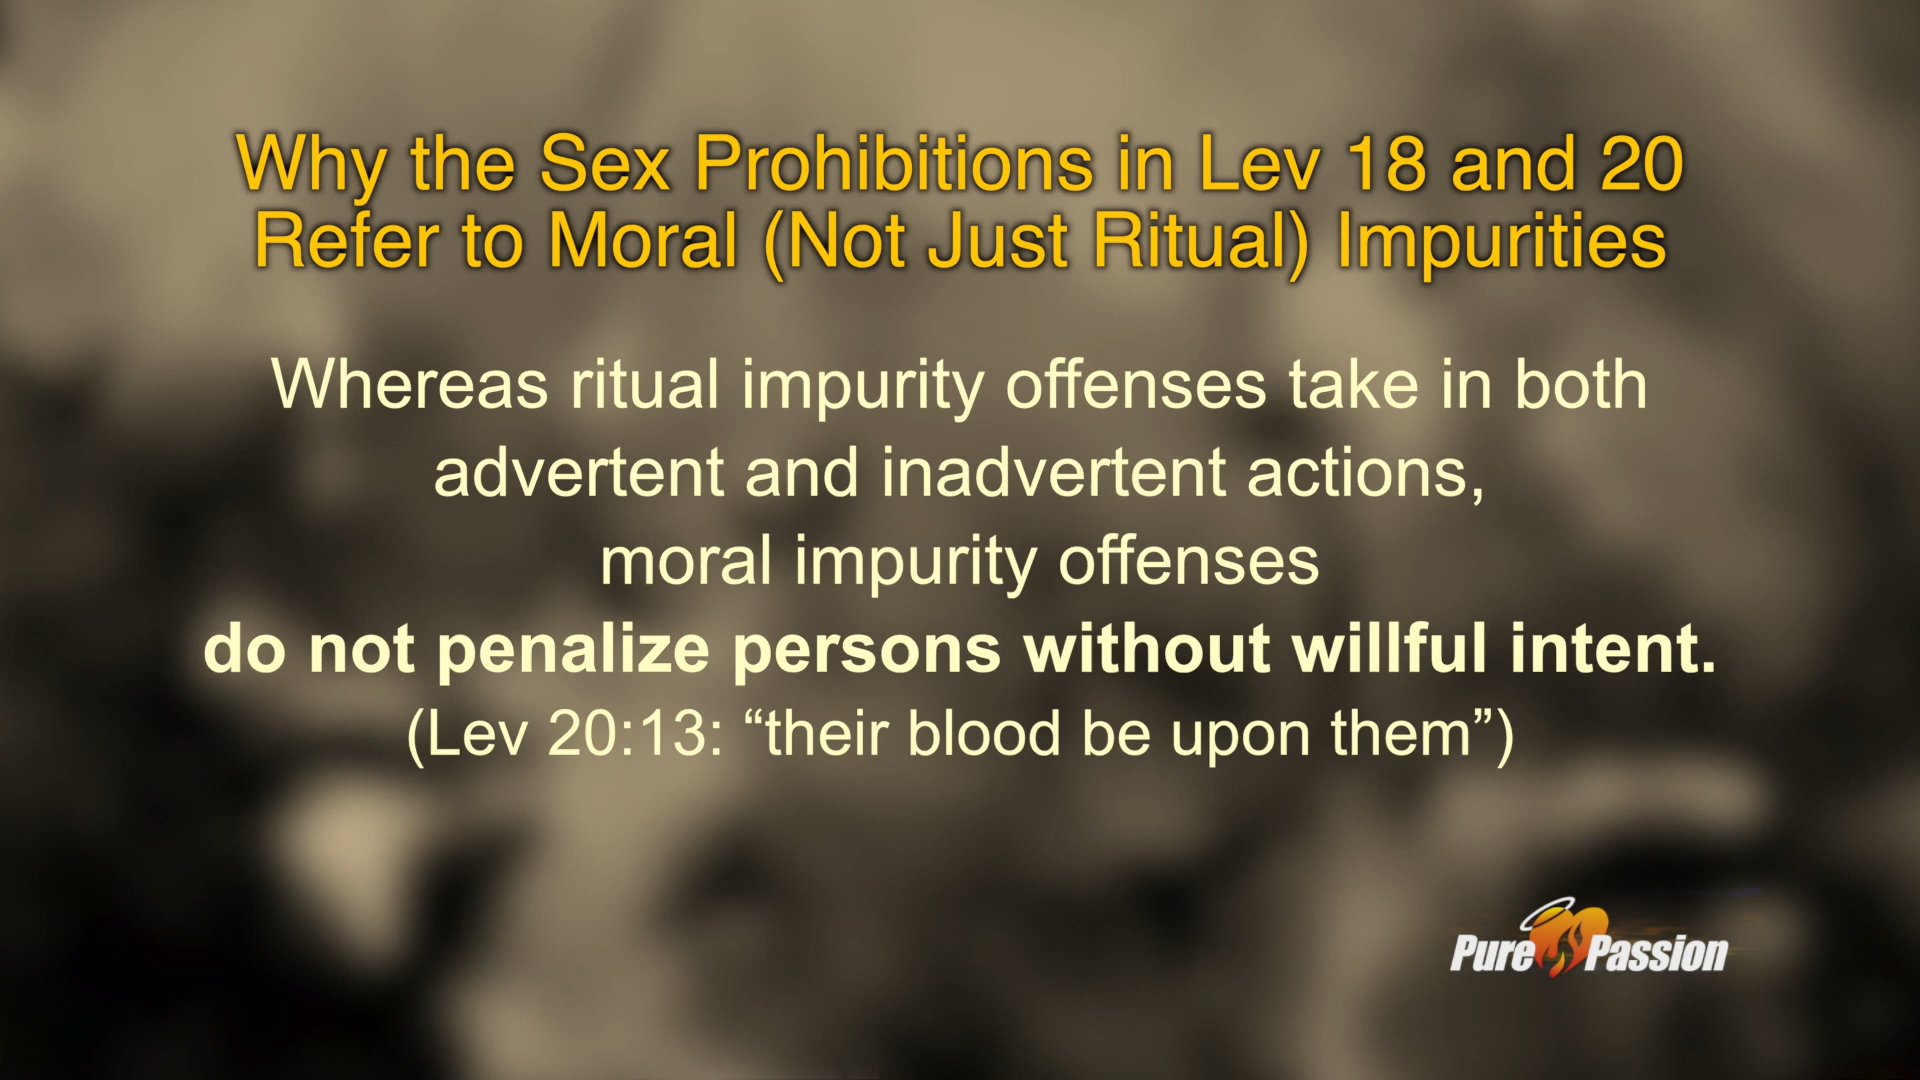 Why the Sex Prohibitions in Lev 18 and 20
Refer to Moral (Not Just Ritual) Impurities
Whereas ritual impurity offenses take in both
advertent and inadvertent actions,
moral impurity offenses
do not penalize persons without willful intent.
(Lev 20:13: “their blood be upon them”)
Pure Passion